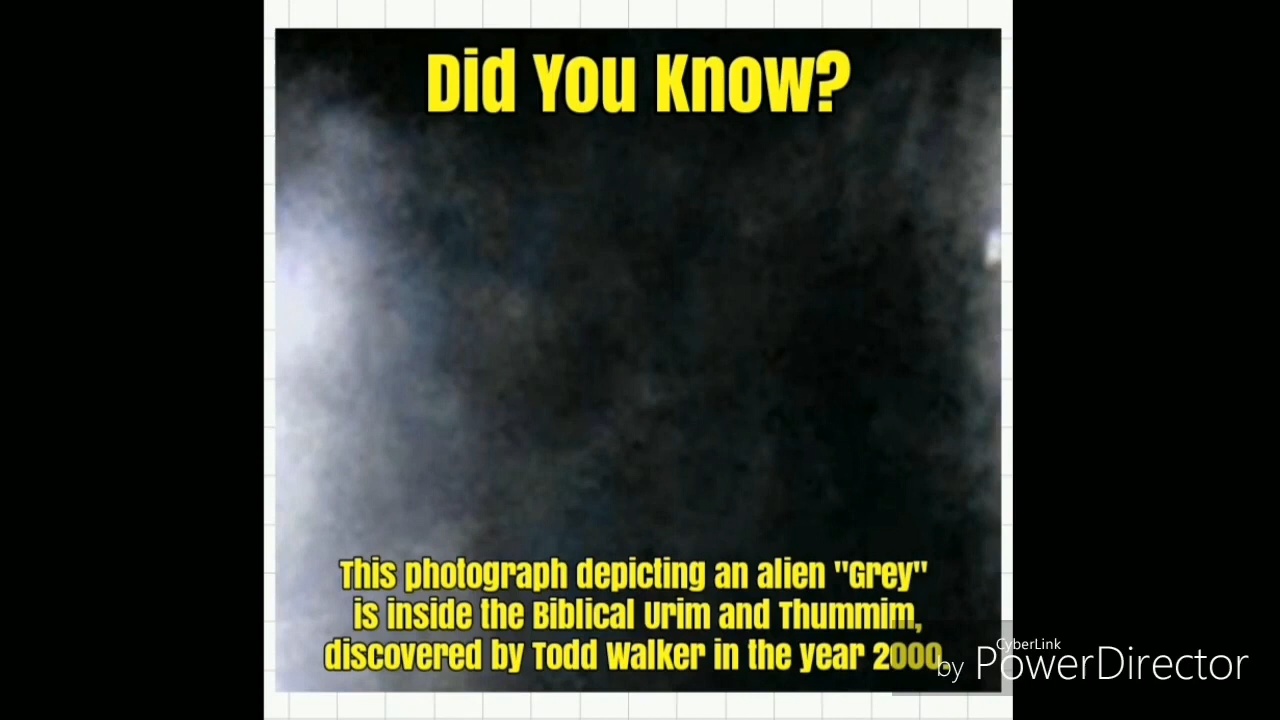 Did You Know?
This photograph depicting an alien "Grey"
is inside the Biblical Urim and Thummim,
discovered by Todd Walker in the year 2000.
CyberLink
by PowerDirector